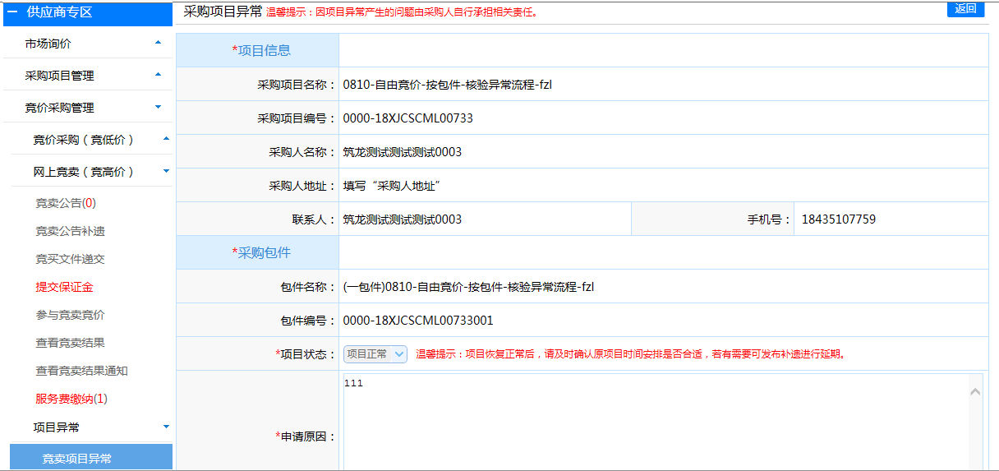 供应商专区
采购项目异常 温馨提示：因项目异常产生的问题由采购人自行承担相关责任。
返回
市场询价
采购项目管理
竞价采购管理
竞价采购（竞低价）
网上竞卖（竞高价）
竞卖公告(0)
竞卖公告补遗
竞买文件递交
提交保证金
参与竞卖竞价
查看竞卖结果
查看竞卖结果通知
服务费缴纳(1)
项目异常
竞卖项目异常
*项目信息
采购项目名称： 0810-自由竞价-按包件-核验异常流程-fzl
采购项目编号： 0000-18XJCSCML00733
采购人名称： 筑龙测试测试测试0003
采购人地址： 填写“采购人地址”
联系人： 筑龙测试测试测试0003 手机号： 18435107759
*采购包件
包件名称： (一包件)0810-自由竞价-按包件-核验异常流程-fzl
包件编号： 0000-18XJCSCML00733001
*项目状态： 项目正常 温馨提示：项目恢复正常后，请及时确认原项目时间安排是否合适，若有需要可发布补遗进行延期。
*申请原因： 111